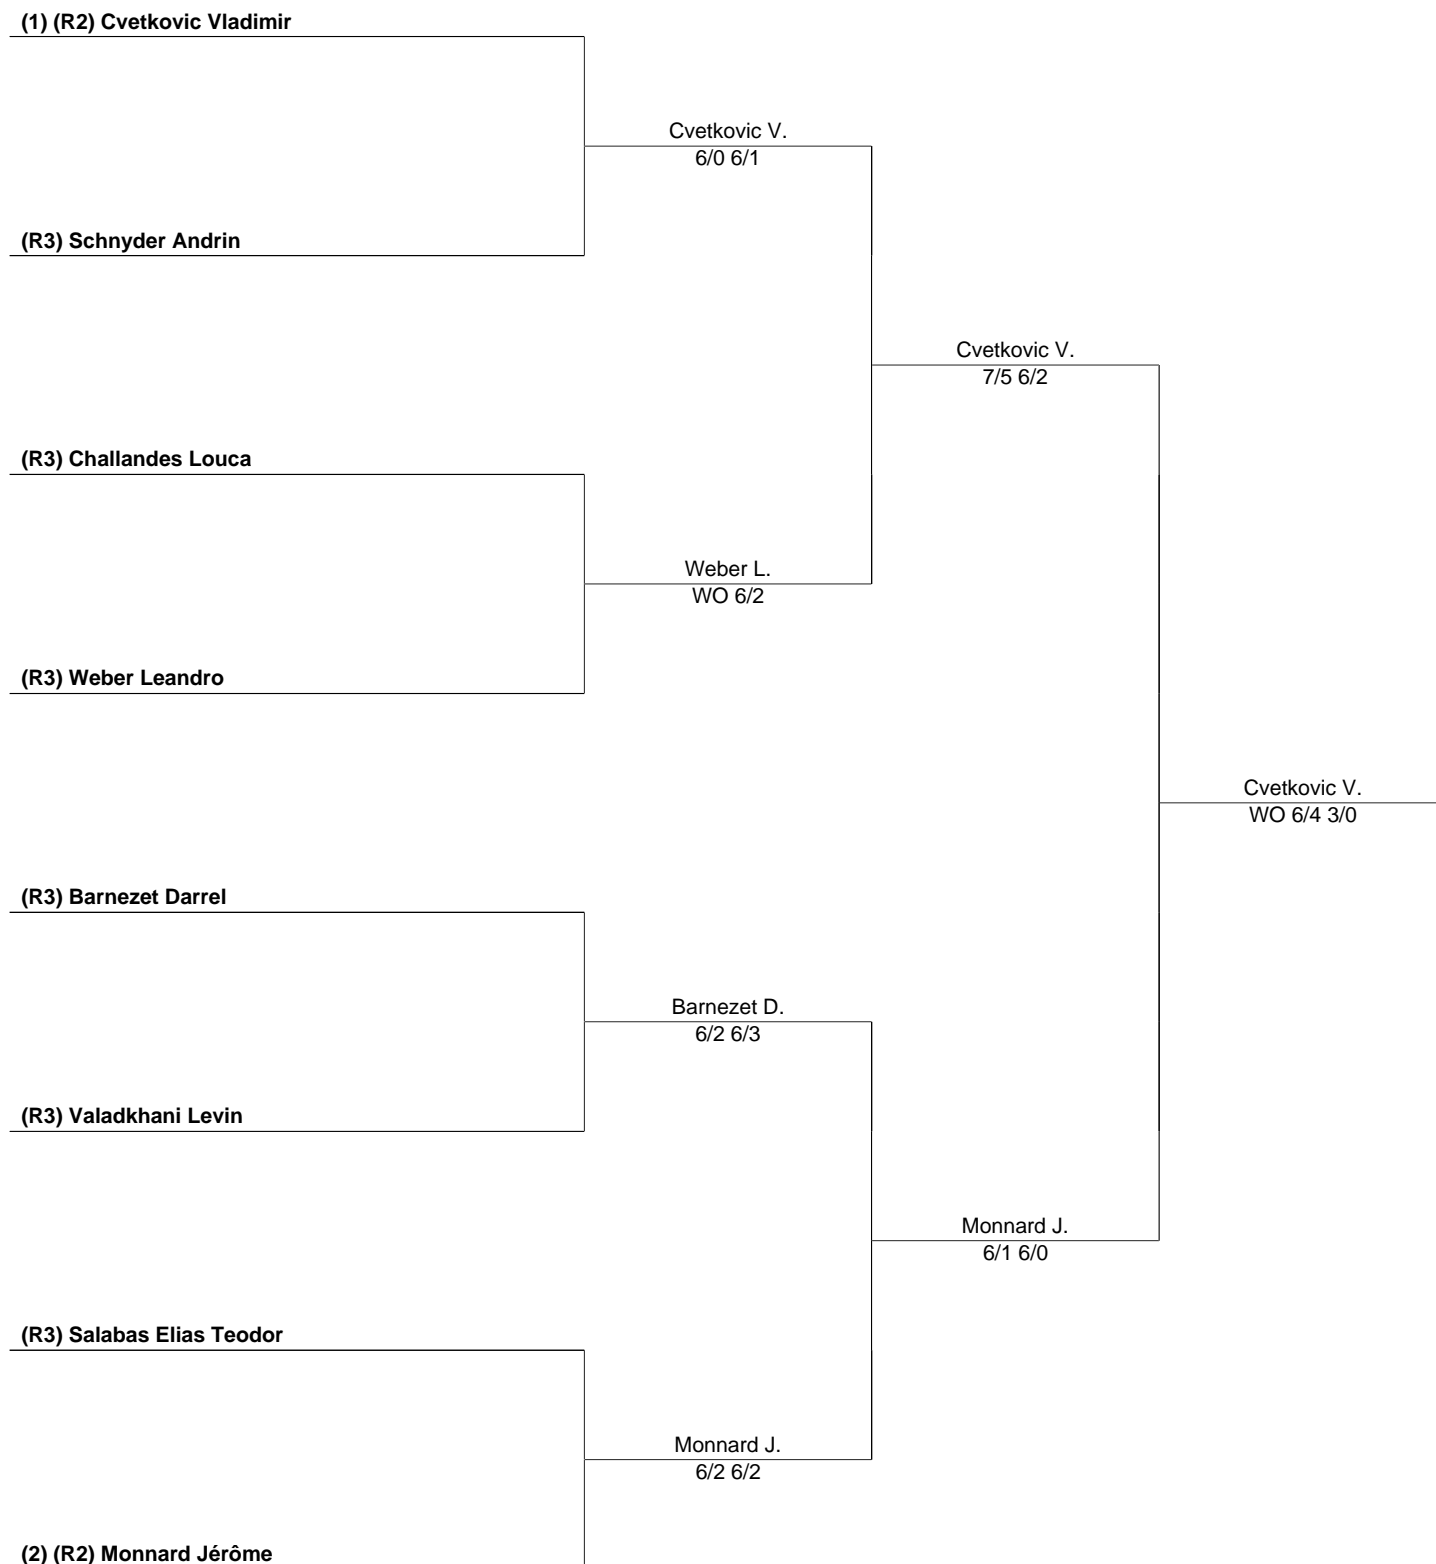 (1) (R2) Cvetkovic Vladimir
Cvetkovic V.
6/0 6/1
(R3) Schnyder Andrin
Cvetkovic V.
7/5 6/2
(R3) Challandes Louca
Weber L.
WO 6/2
(R3) Weber Leandro
Cvetkovic V.
WO 6/4 3/0
(R3) Barnezet Darrel
Barnezet D.
6/2 6/3
(R3) Valadkhani Levin
Monnard J.
6/1 6/0
(R3) Salabas Elias Teodor
Monnard J.
6/2 6/2
(2) (R2) Monnard Jérôme